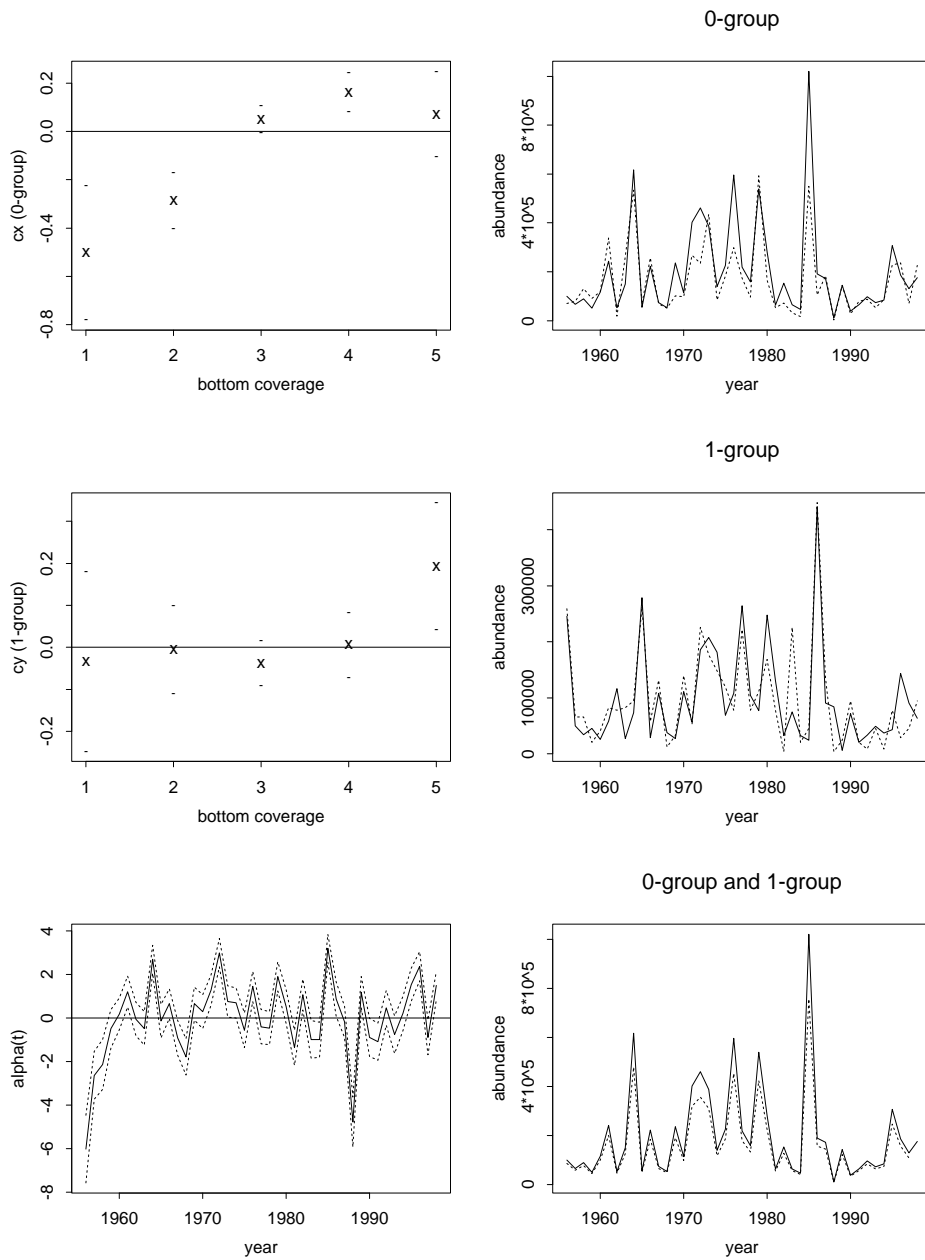 0-group
cx (0-group)
0.2
0.0
-0.4
-0.8
1 2 3 4 5
bottom coverage
abundance
8*10^5
4*10^5
0
1960 1970 1980 1990
year
1-group
cy (1-group)
0.2
0.0
-0.2
1 2 3 4 5
bottom coverage
abundance
300000
100000
0
1960 1970 1980 1990
year
0-group and 1-group
alpha(t)
4
2
0
-2
-4
-6
-8
1960 1970 1980 1990
year
abundance
8*10^5
4*10^5
0
1960 1970 1980 1990
year